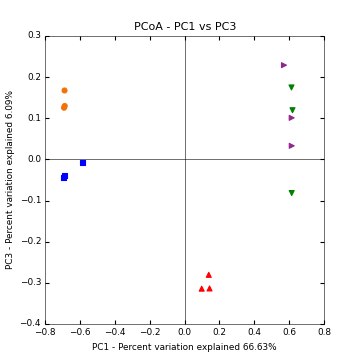 PCoA - PC1 vs PC3
0.3
0.2
0.1
0.0
−0.1
−0.2
−0.3
−0.4
PC3 - Percent variation explained 6.09%
−0.8 −0.6 −0.4 −0.2 0.0 0.2 0.4 0.6 0.8
PC1 - Percent variation explained 66.63%